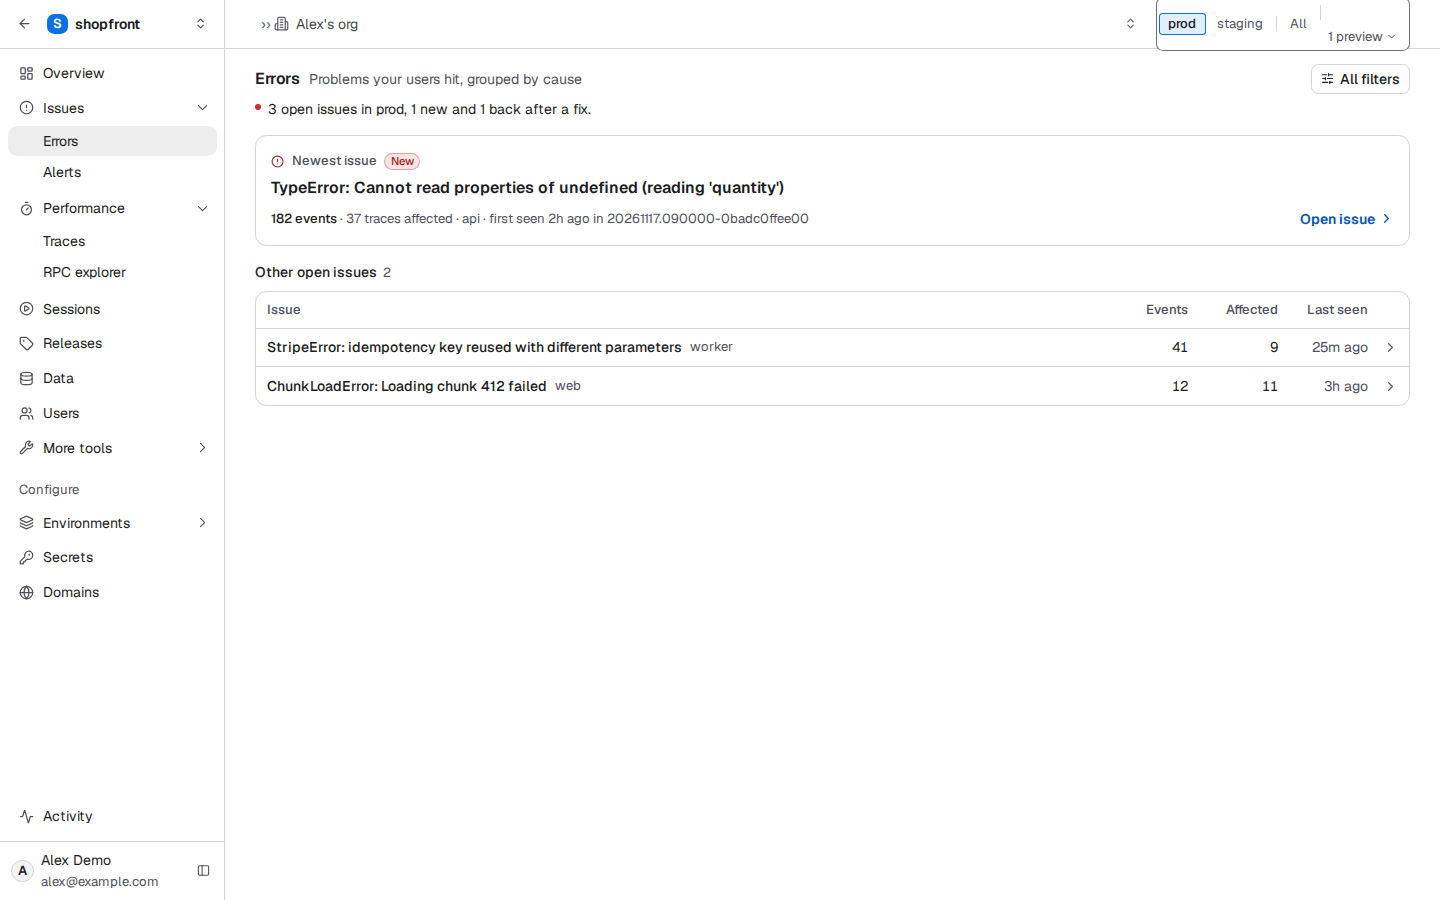 S shopfront
Overview
Issues
Errors
Alerts
Performance
Traces
RPC explorer
Sessions
Releases
Data
Users
More tools
Configure
Environments
Secrets
Domains
Activity
A Alex Demo
alex@example.com
›› Alex's org
prod staging All
1 preview
Errors Problems your users hit, grouped by cause
All filters
3 open issues in prod, 1 new and 1 back after a fix.
Newest issue New
TypeError: Cannot read properties of undefined (reading 'quantity')
182 events · 37 traces affected · api · first seen 2h ago in 20261117.090000-0badc0ffee00
Open issue
Other open issues 2
Issue Events Affected Last seen
StripeError: idempotency key reused with different parameters worker 41 9 25m ago
ChunkLoadError: Loading chunk 412 failed web 12 11 3h ago